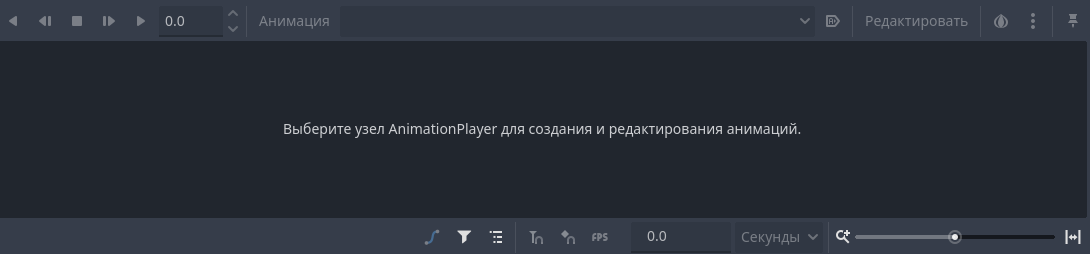 0.0 Анимация Редактировать
Выберите узел AnimationPlayer для создания и редактирования анимаций.
FPS 0.0 Секунды